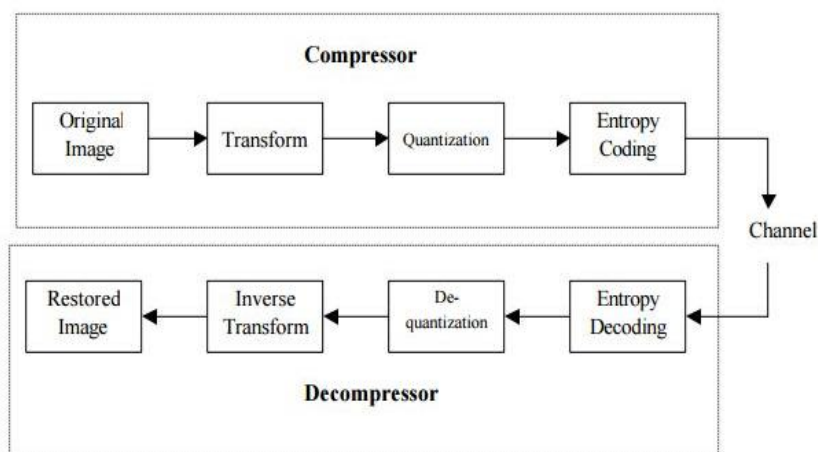 Compressor
Original
Image
Transform
Quantization
Entropy
Coding
Channel
Restored
Image
Inverse
Transform
De-
quantization
Entropy
Decoding
Decompressor